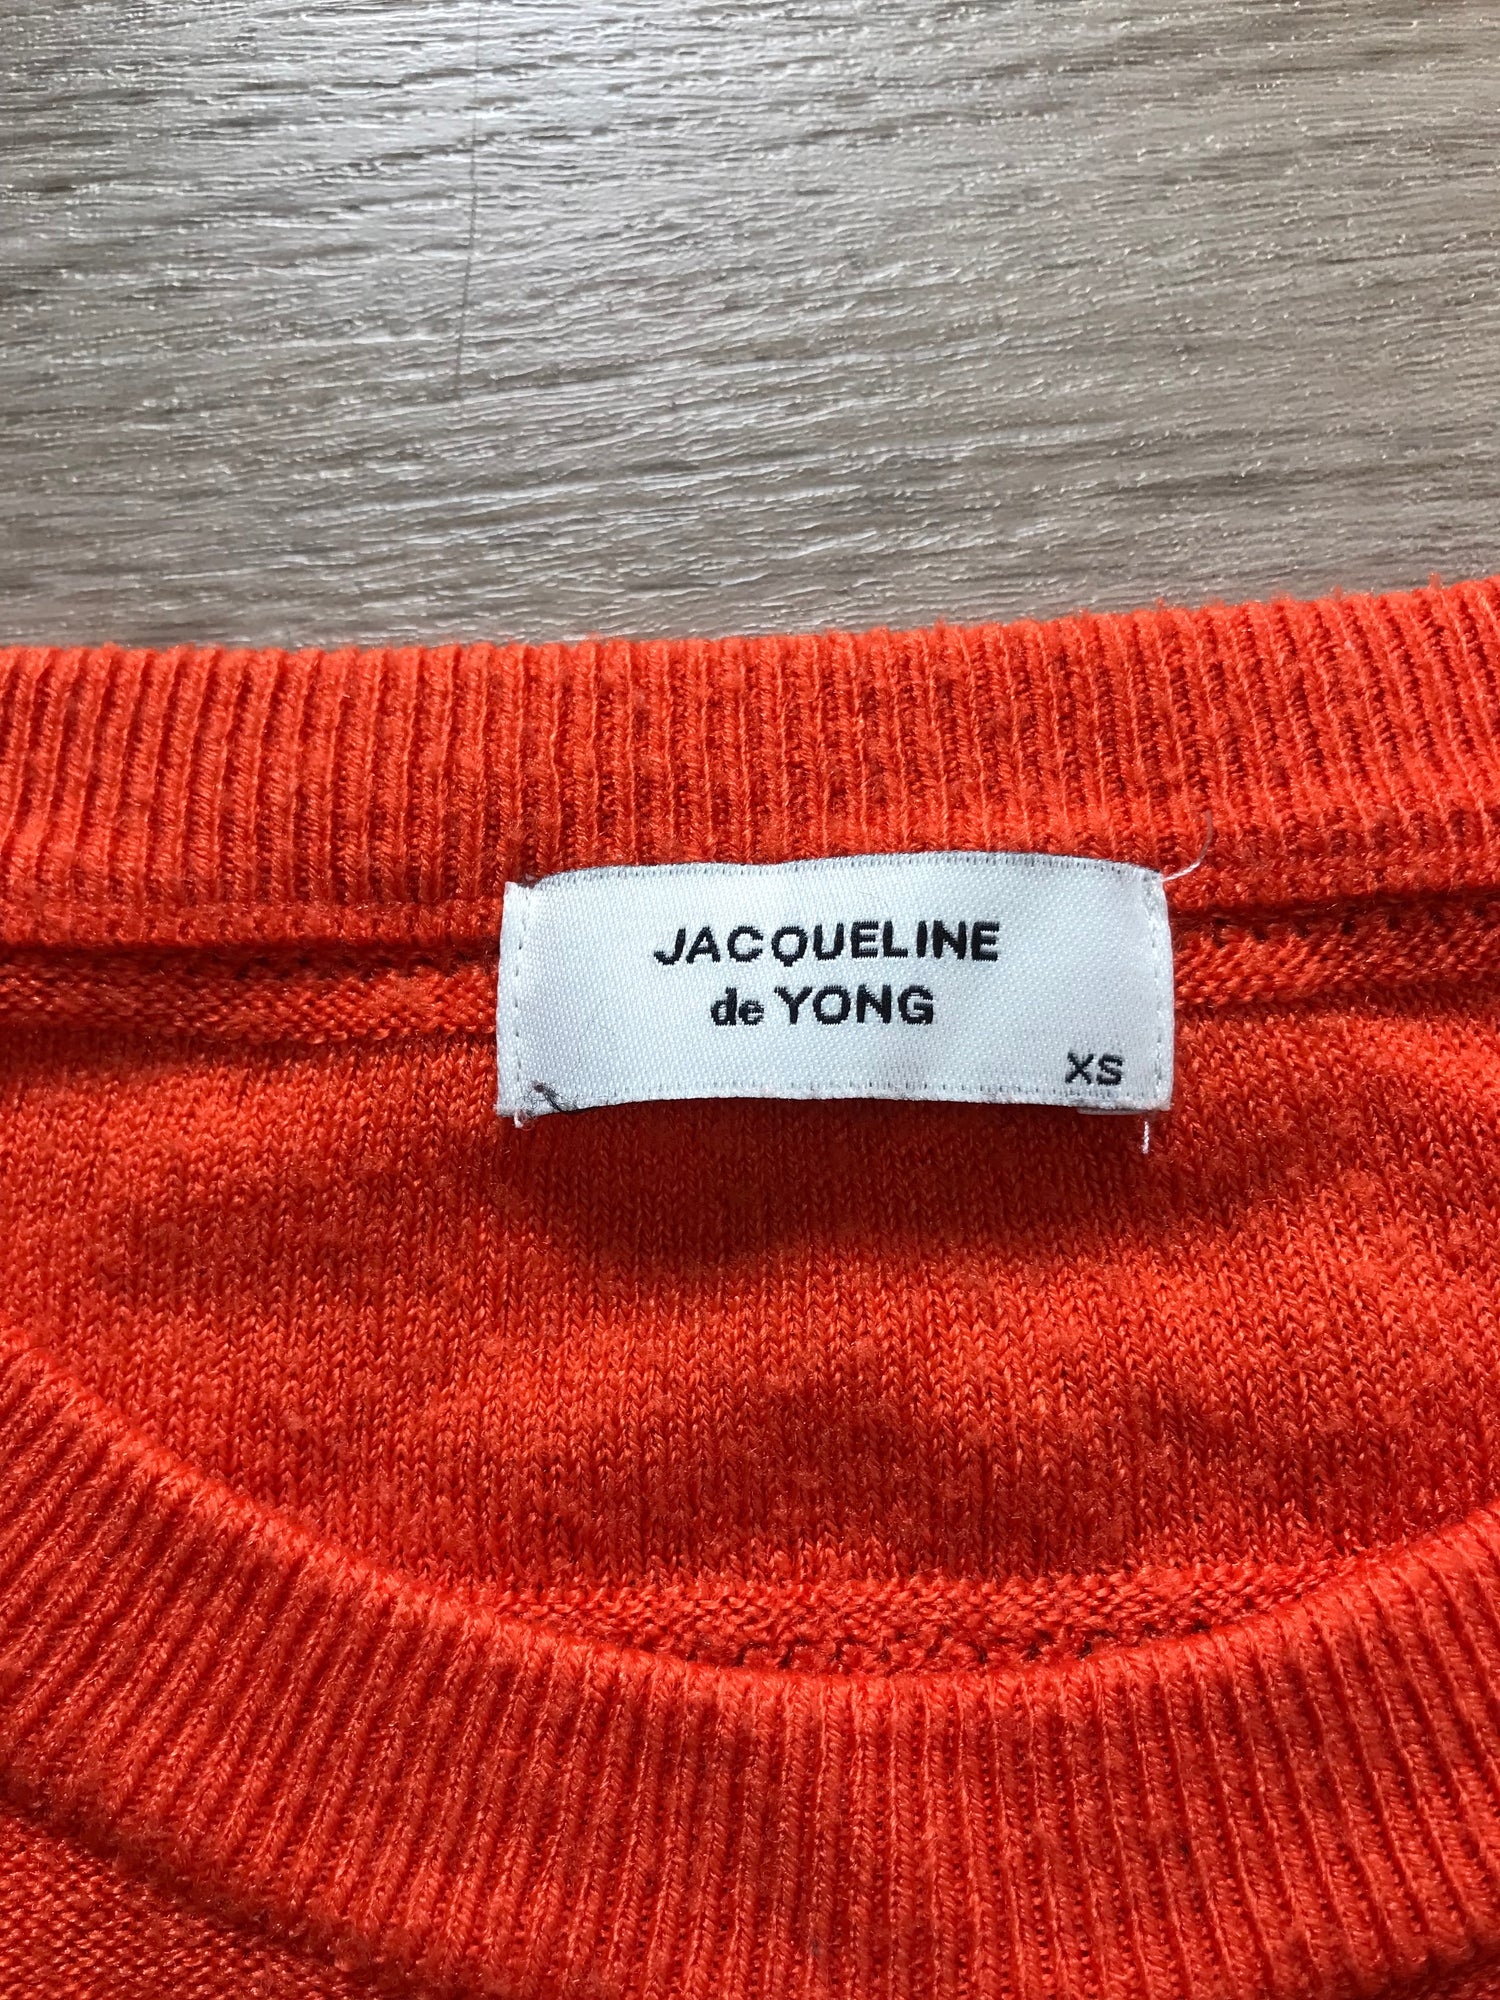 JACQUELINE
de YONG
XS